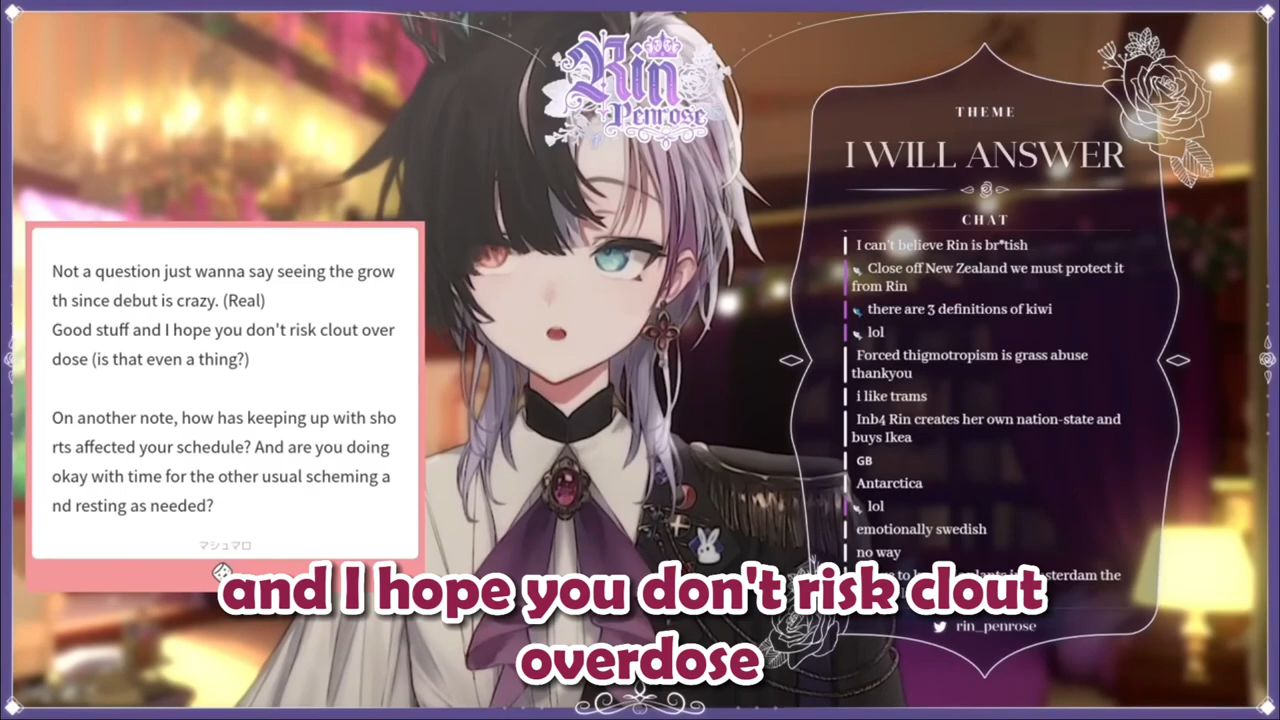 Rin
Penrose
THEME
I WILL ANSWER
CHAT
I can't believe Rin is br*tish
Close off New Zealand we must protect it
from Rin
there are 3 definitions of kiwi
lol
Forced thigmotropism is grass abuse
thankyou
i like trams
Inb4 Rin creates her own nation-state and
buys Ikea
GB
Antarctica
lol
emotionally swedish
no way
to
the
rin_penrose
Not a question just wanna say seeing the grow
th since debut is crazy. (Real)
Good stuff and I hope you don't risk clout over
dose (is that even a thing?)
On another note, how has keeping up with sho
rts affected your schedule? And are you doing
okay with time for the other usual scheming a
nd resting as needed?
マシュマロ
and I hope you don't risk clout
overdose